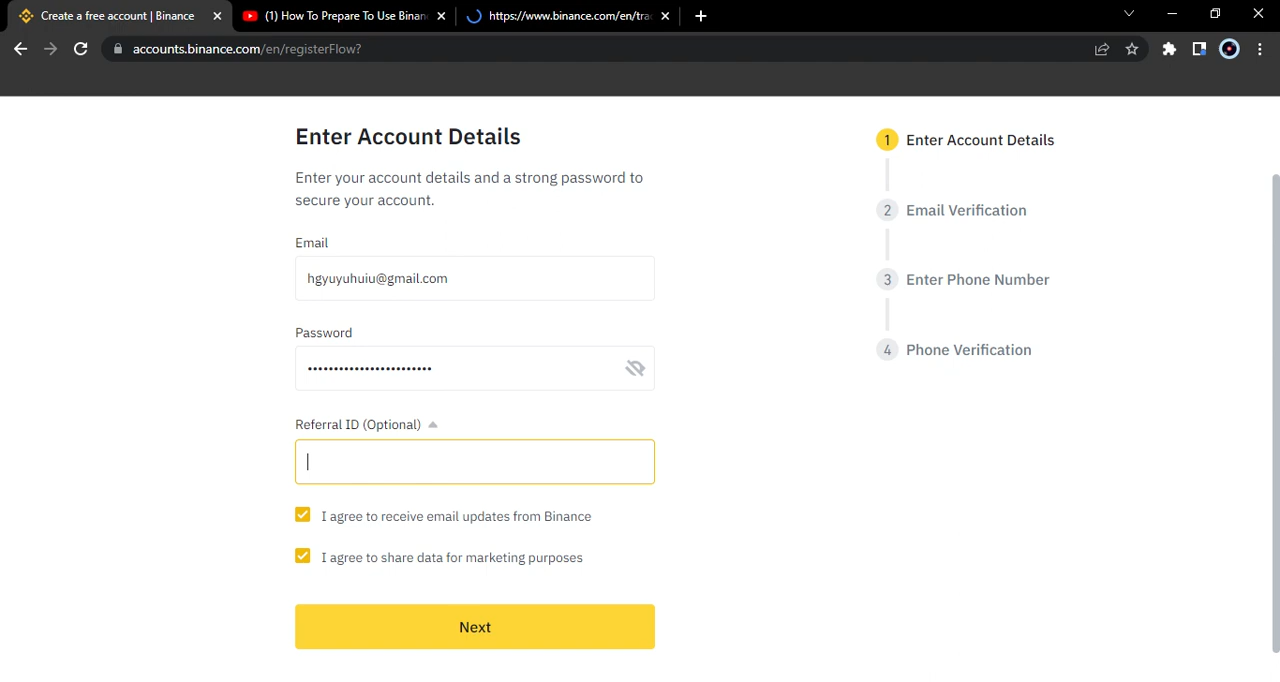 Create a free account | Binance
(1) How To Prepare To Use Binan
https://www.binance.com/en/tra
accounts.binance.com/en/registerFlow?
Enter Account Details
Enter your account details and a strong password to
secure your account.
Email
hgyuyuhuiu@gmail.com
Password
••••••••••••••••••••••••
Referral ID (Optional)
I agree to receive email updates from Binance
I agree to share data for marketing purposes
Next
1 Enter Account Details
2 Email Verification
3 Enter Phone Number
4 Phone Verification